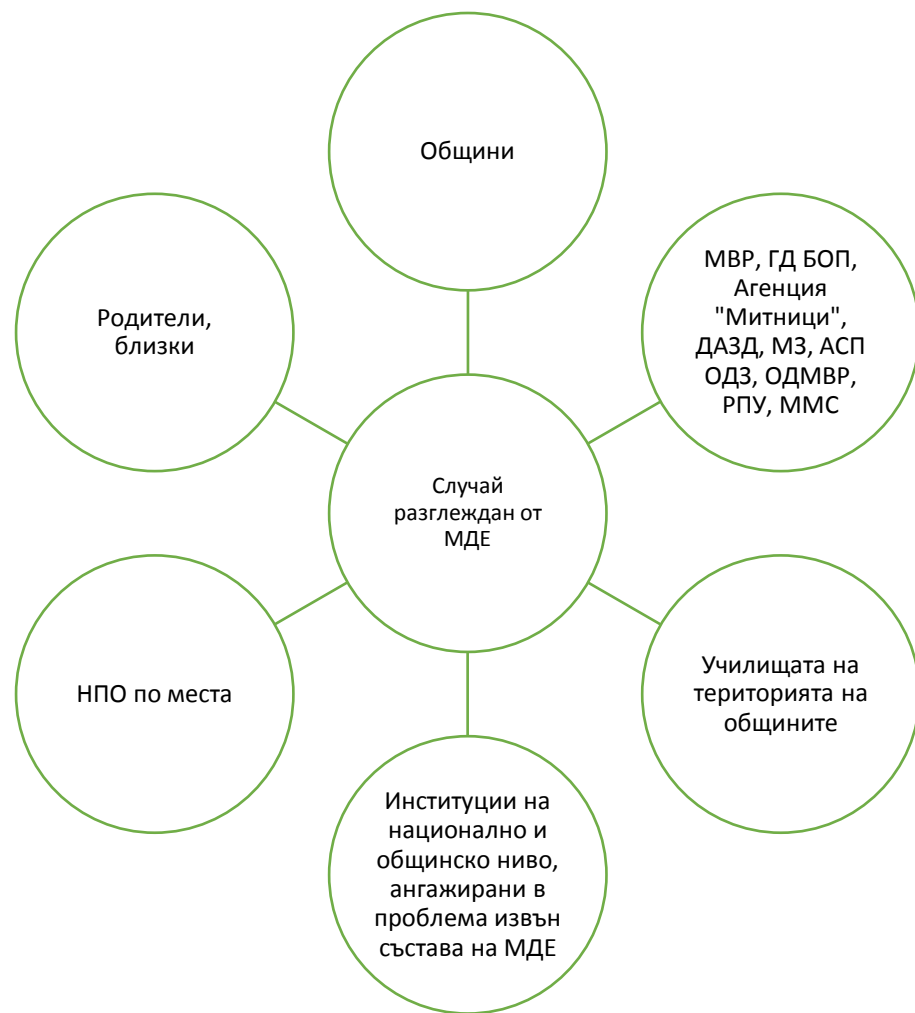 Общини
МВР, ГД БОП,
Агенция
"Митници",
ДАЗД, МЗ, АСП
ОДЗ, ОДМВР,
РПУ, ММС
Родители,
близки
Случай
разглеждан от
МДЕ
НПО по места
Училищата на
територията на
общините
Институции на
национално и
общинско ниво,
ангажирани в
проблема извън
състава на МДЕ